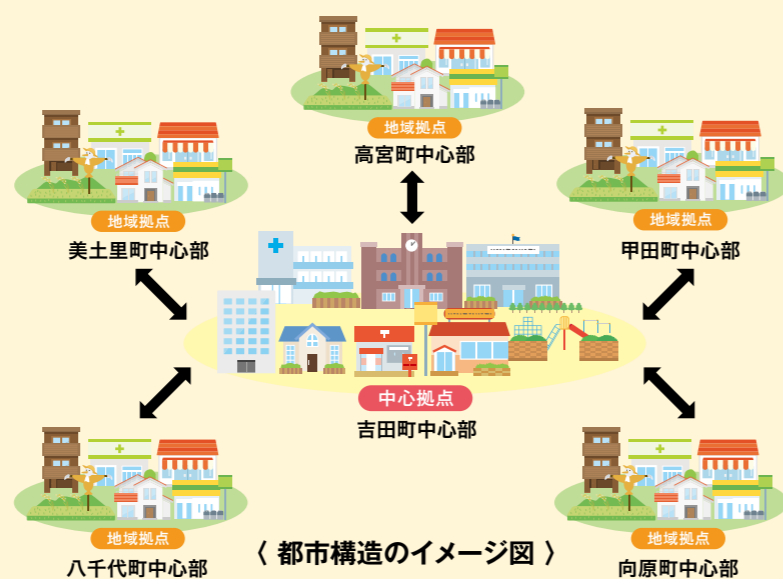 地域拠点
高宮町中心部
地域拠点
美土里町中心部
地域拠点
甲田町中心部
中心拠点
吉田町中心部
地域拠点
八千代町中心部
地域拠点
向原町中心部
〈 都市構造のイメージ図 〉